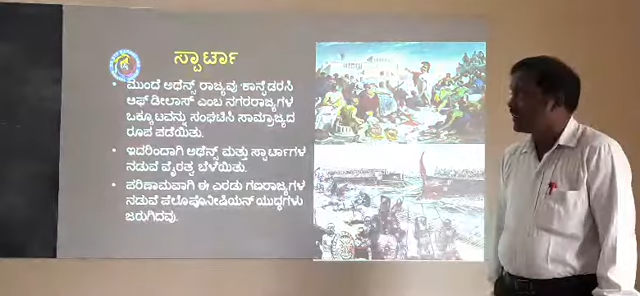 ಸ್ಪಾರ್ಟಾ
• ಮುಂದೆ ಅಥೆನ್ಸ್ ರಾಜ್ಯವು 'ಕಾನ್ಫೆಡರಸಿ
ಆಫ್ ಡೀಲಾಸ್' ಎಂಬ ನಗರರಾಜ್ಯಗಳ
ಒಕ್ಕೂಟವನ್ನು ಸಂಘಟಿಸಿ ಸಾಮ್ರಾಜ್ಯದ
ರೂಪ ಪಡೆಯಿತು.
• ಇದರಿಂದಾಗಿ ಅಥೆನ್ಸ್ ಮತ್ತು ಸ್ಪಾರ್ಟಾಗಳ
ನಡುವೆ ವೈರತ್ವ ಬೆಳೆಯಿತು.
• ಪರಿಣಾಮವಾಗಿ ಈ ಎರಡು ಗಣರಾಜ್ಯಗಳ
ನಡುವೆ ಪೆಲೊಪೊನೀಷಿಯನ್ ಯುದ್ಧಗಳು
ಜರುಗಿದವು.